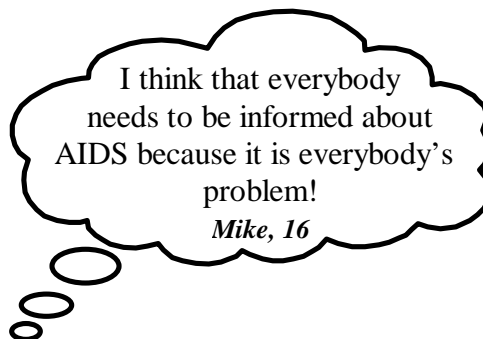 I think that everybody
needs to be informed about
AIDS because it is everybody’s
problem!
Mike, 16